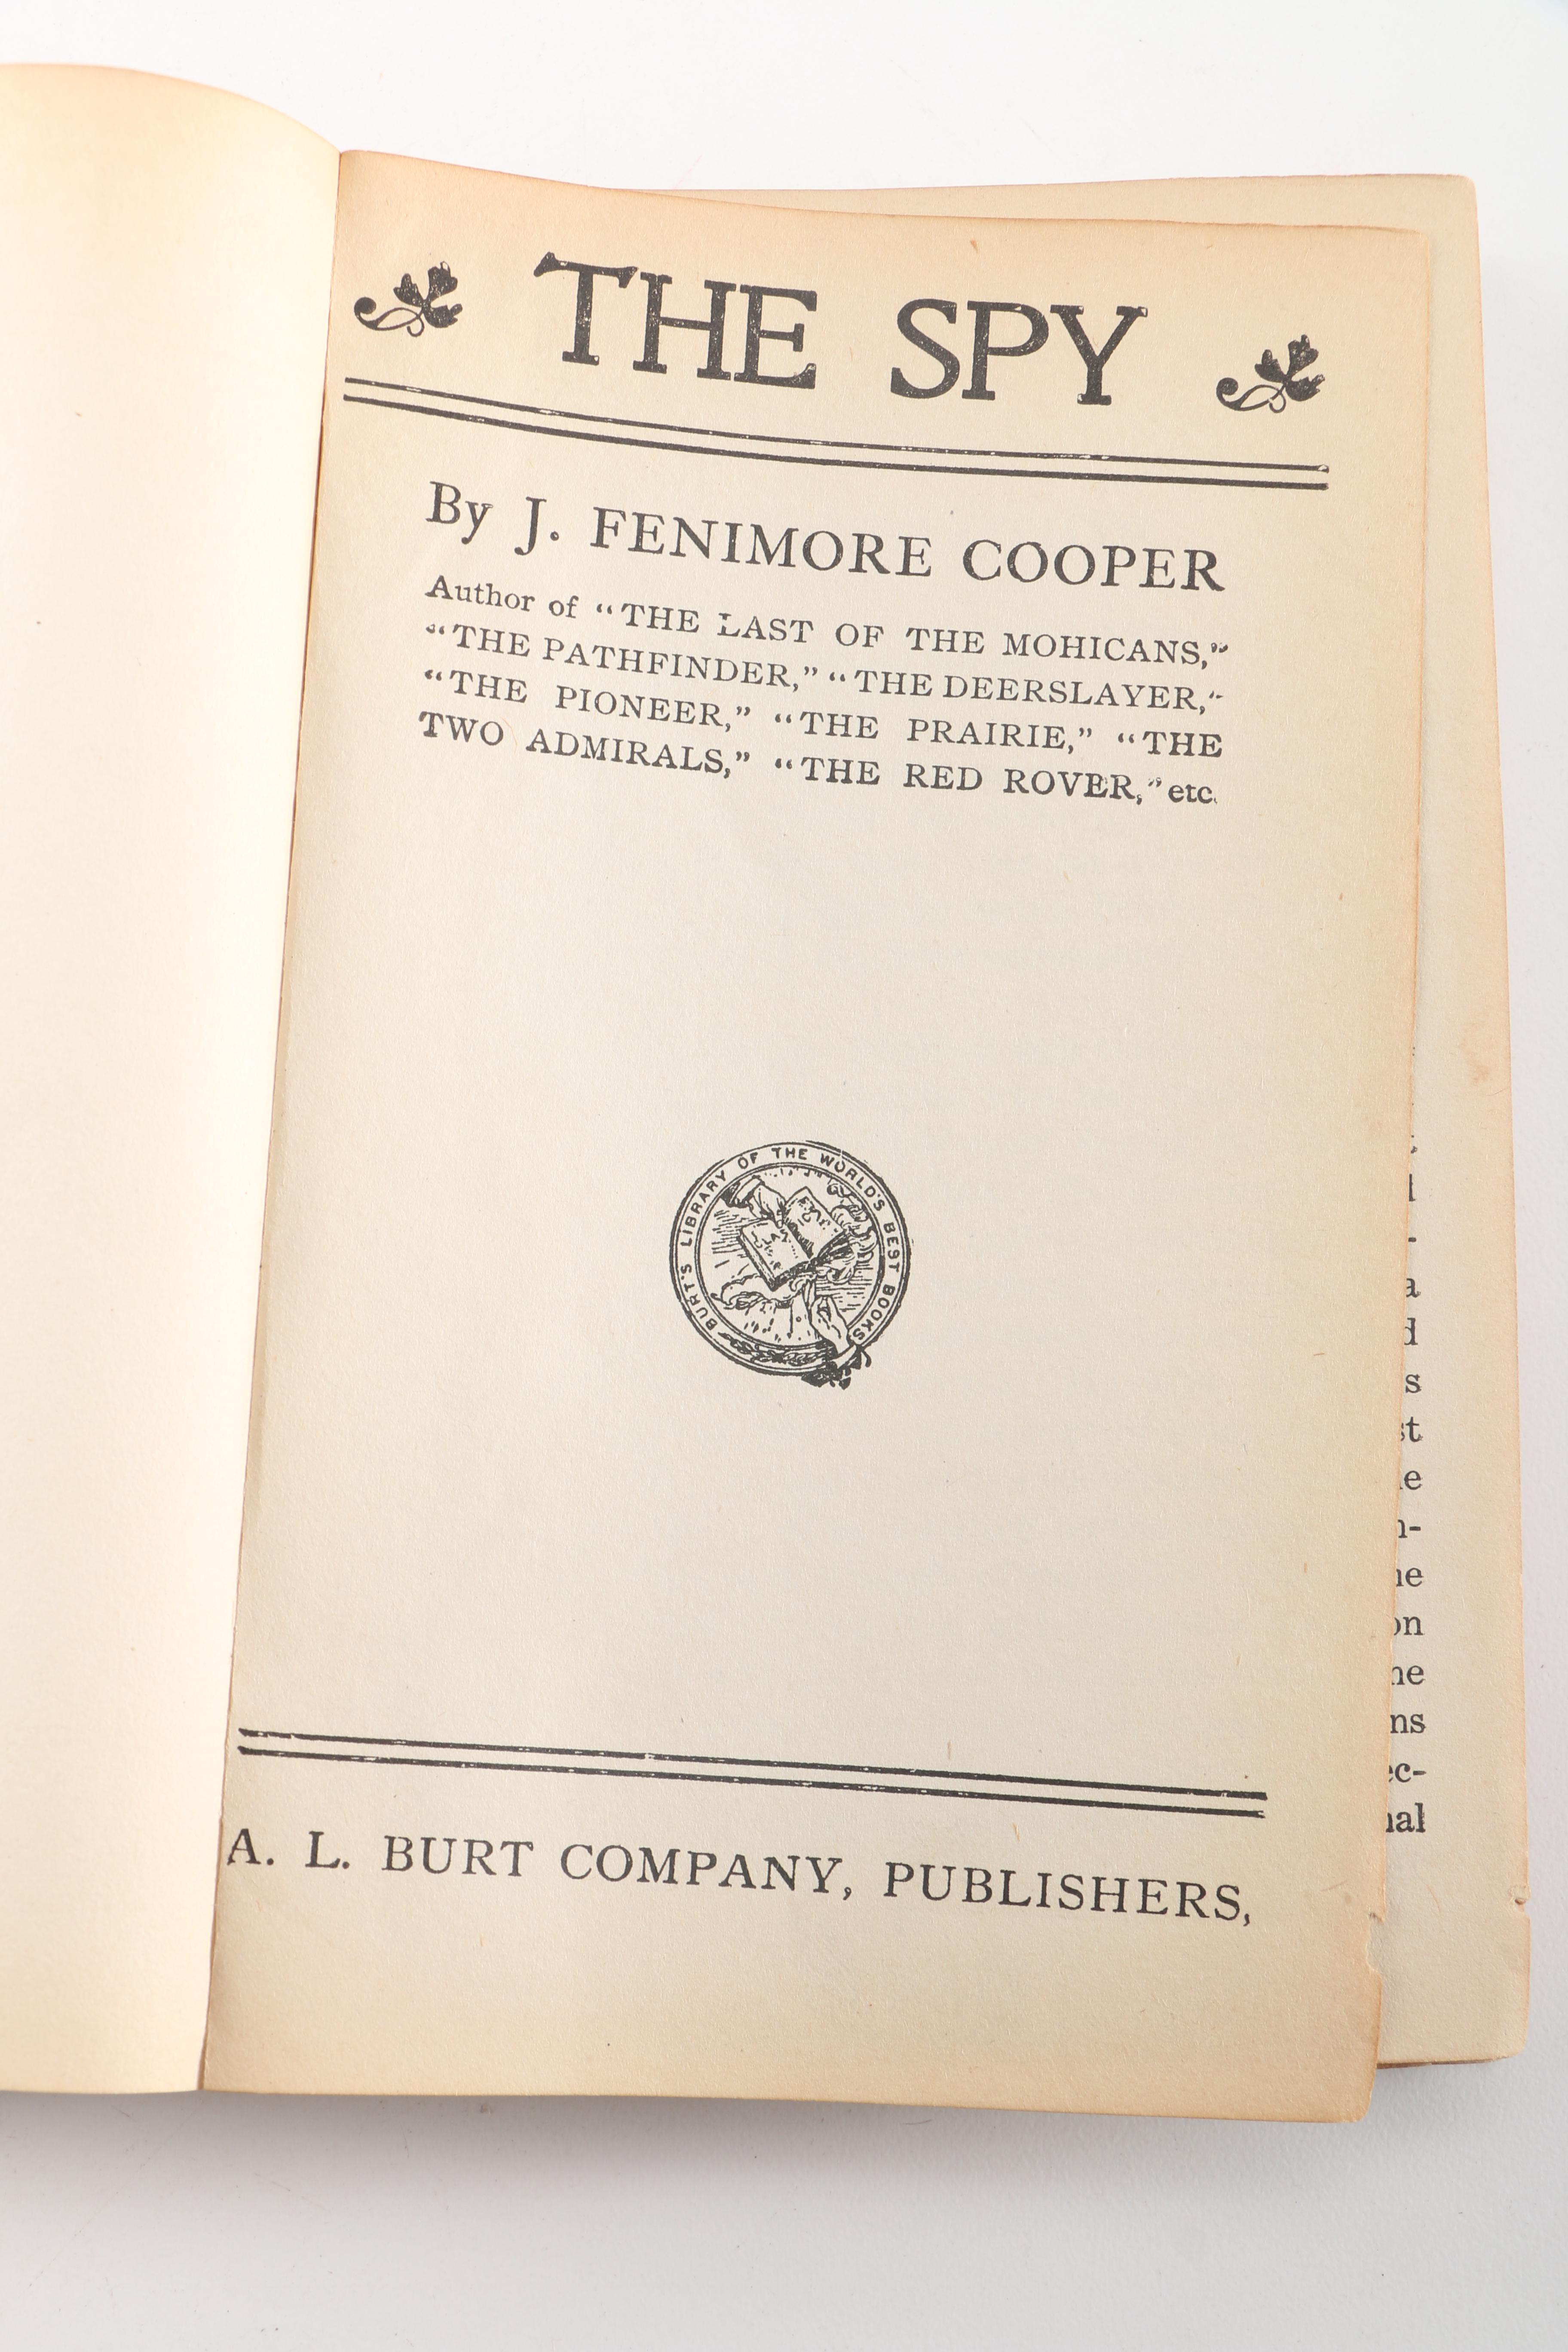 THE SPY
By J. FENIMORE COOPER
Author of “THE LAST OF THE MOHICANS,”
“THE PATHFINDER,” “THE DEERSLAYER,”
“THE PIONEER,” “THE PRAIRIE,” “THE
TWO ADMIRALS,” “THE RED ROVER,” etc.
BURT'S LIBRARY OF THE WORLD'S BEST BOOKS
A. L. BURT COMPANY, PUBLISHERS,